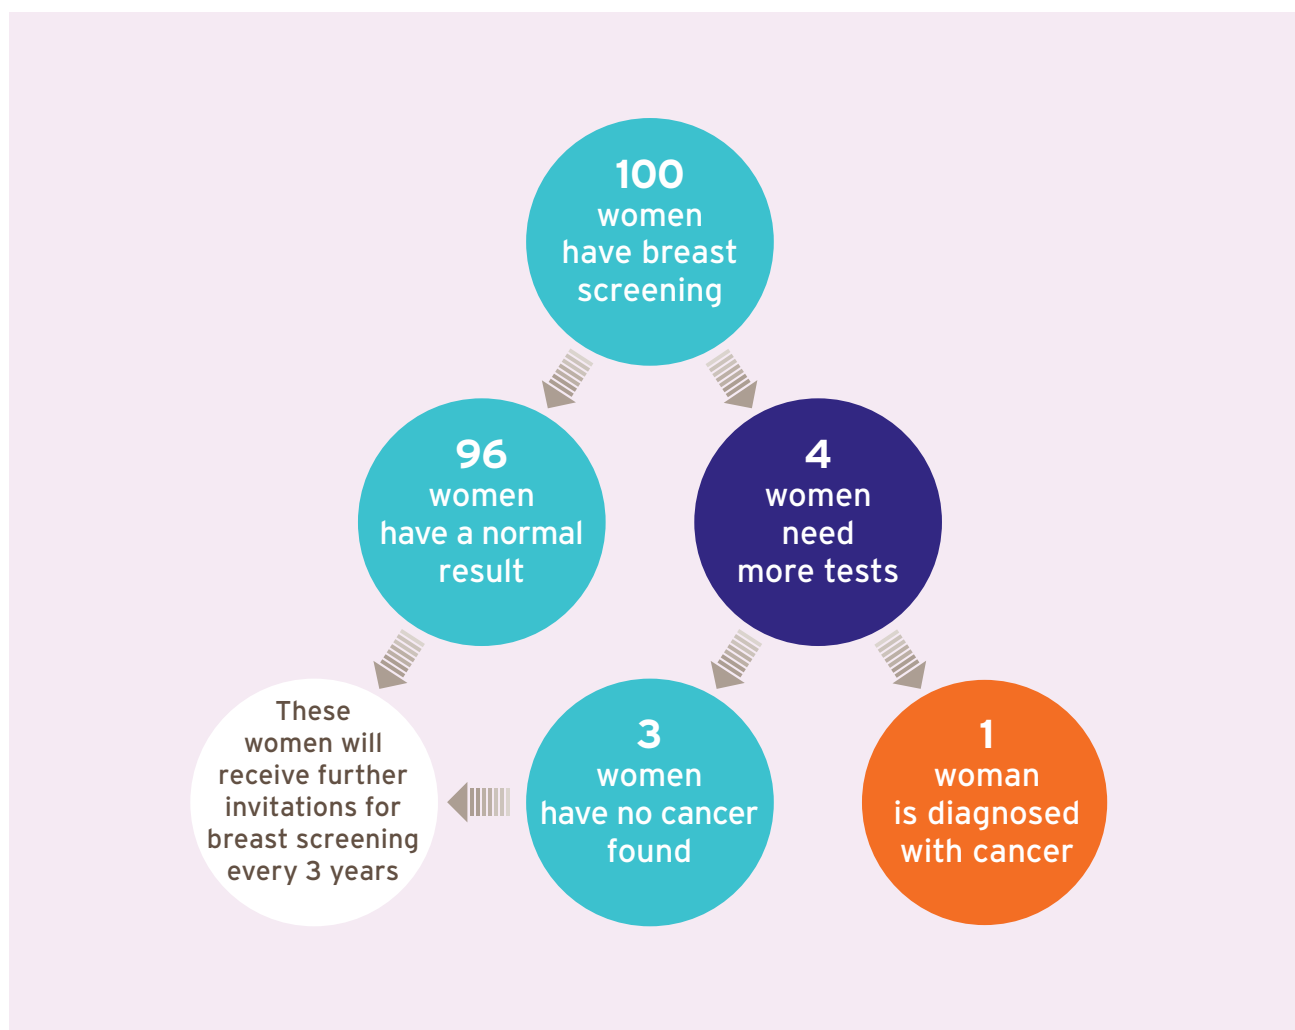 100
women
have breast
screening
96
women
have a normal
result
4
women
need
more tests
These
women will
receive further
invitations for
breast screening
every 3 years
3
women
have no cancer
found
1
woman
is diagnosed
with cancer